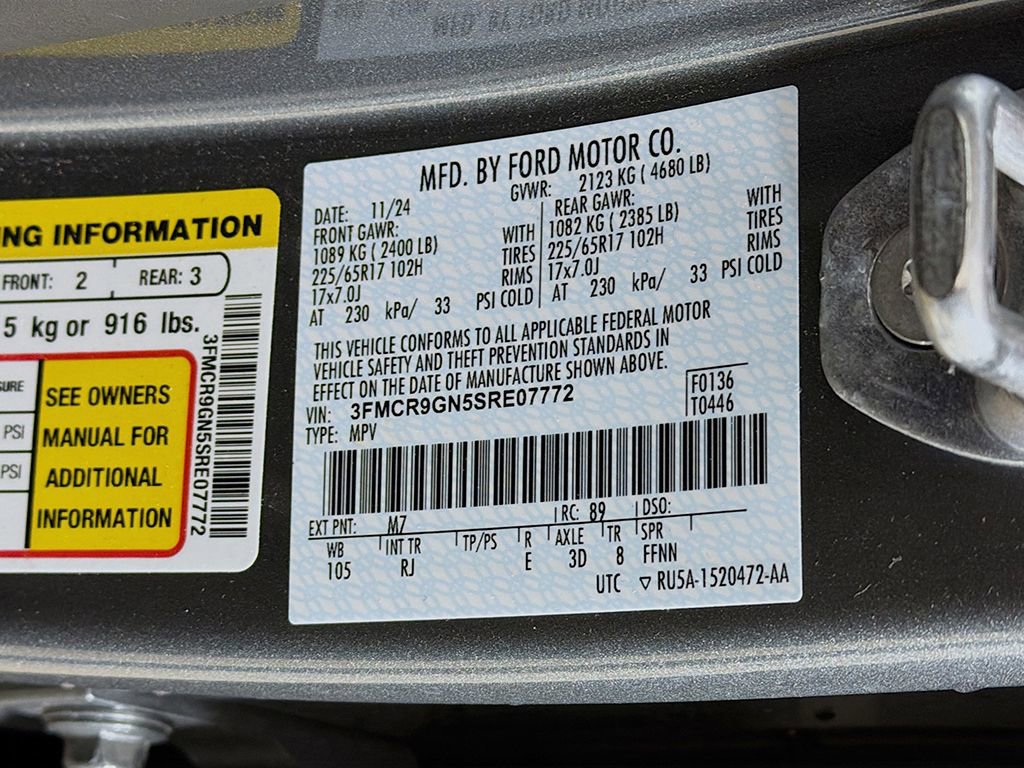 NG INFORMATION
FRONT: 2 REAR: 3
5 kg or 916 lbs.
SURE
PSI
PSI
SEE OWNERS
MANUAL FOR
ADDITIONAL
INFORMATION
3FMCR9GN5SRE07772
MFD. BY FORD MOTOR CO.
DATE: 11/24 GVWR: 2123 KG ( 4680 LB)
FRONT GAWR: REAR GAWR:
1089 KG ( 2400 LB) WITH 1082 KG ( 2385 LB) WITH
225/65R17 102H TIRES 225/65R17 102H TIRES
17x7.0J RIMS 17x7.0J RIMS
AT 230 kPa/ 33 PSI COLD AT 230 kPa/ 33 PSI COLD
THIS VEHICLE CONFORMS TO ALL APPLICABLE FEDERAL MOTOR
VEHICLE SAFETY AND THEFT PREVENTION STANDARDS IN
EFFECT ON THE DATE OF MANUFACTURE SHOWN ABOVE.
VIN: 3FMCR9GN5SRE07772 F0136
TYPE: MPV T0446
EXT PNT: M7 RC: 89 DSO:
WB INT TR TP/PS R AXLE TR SPR
105 RJ E 3D 8 FFNN
UTC ▽ RU5A-1520472-AA